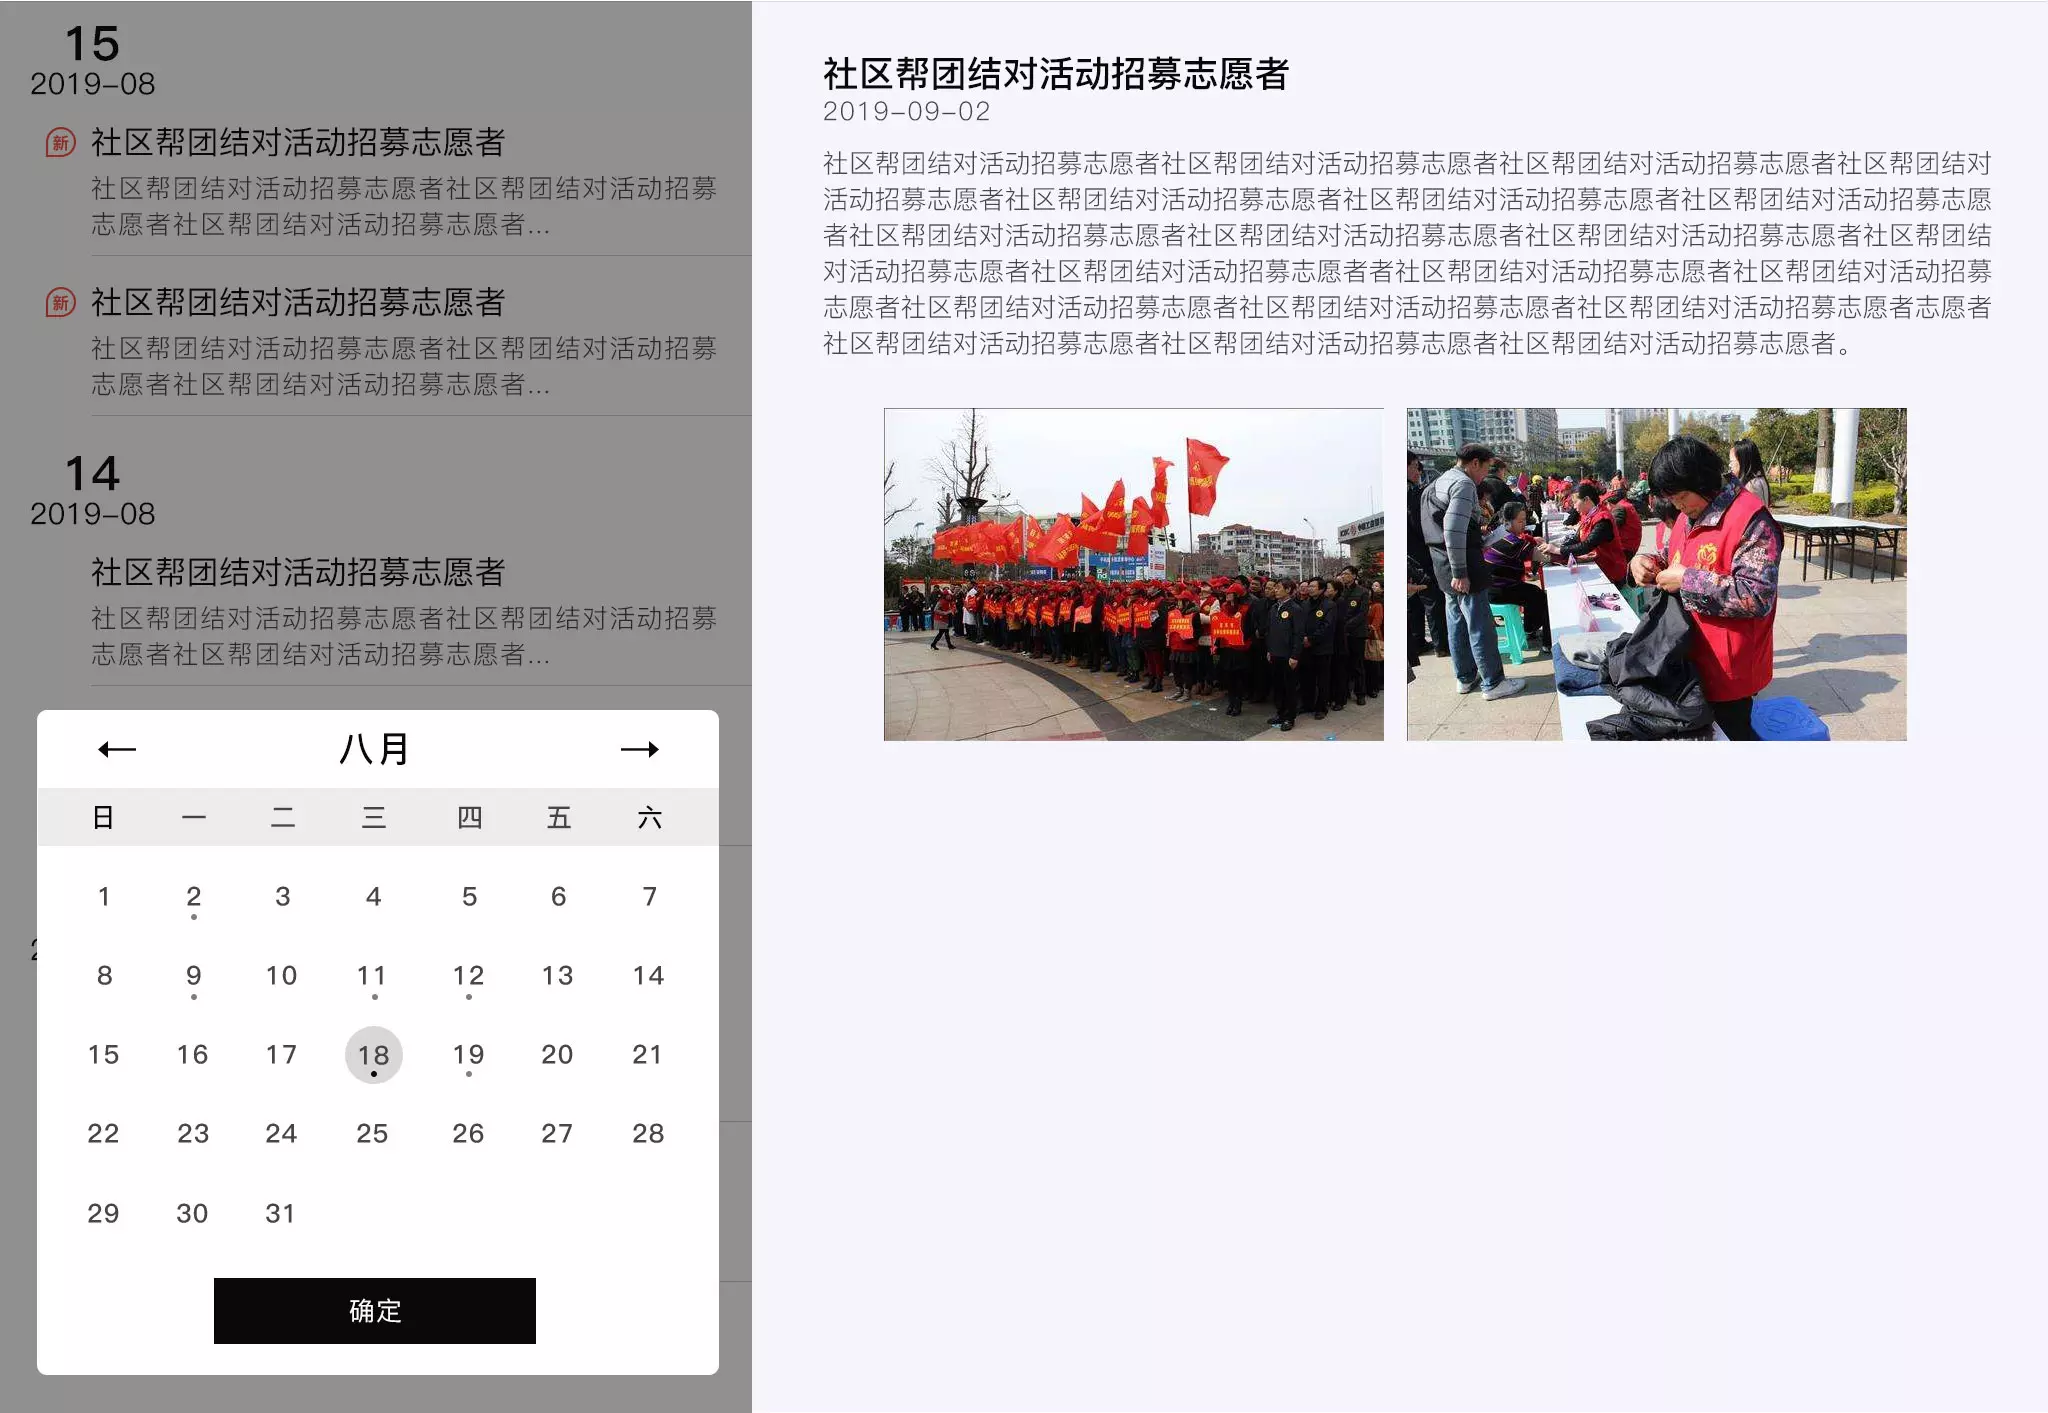 15
2019-08
新 社区帮团结对活动招募志愿者
社区帮团结对活动招募志愿者社区帮团结对活动招募
志愿者社区帮团结对活动招募志愿者...
新 社区帮团结对活动招募志愿者
社区帮团结对活动招募志愿者社区帮团结对活动招募
志愿者社区帮团结对活动招募志愿者...
14
2019-08
社区帮团结对活动招募志愿者
社区帮团结对活动招募志愿者社区帮团结对活动招募
志愿者社区帮团结对活动招募志愿者...
八月
日 一 二 三 四 五 六
1 2 3 4 5 6 7
8 9 10 11 12 13 14
15 16 17 18 19 20 21
22 23 24 25 26 27 28
29 30 31
确定
社区帮团结对活动招募志愿者
2019-09-02
社区帮团结对活动招募志愿者社区帮团结对活动招募志愿者社区帮团结对活动招募志愿者社区帮团结对
活动招募志愿者社区帮团结对活动招募志愿者社区帮团结对活动招募志愿者社区帮团结对活动招募志愿
者社区帮团结对活动招募志愿者社区帮团结对活动招募志愿者社区帮团结对活动招募志愿者社区帮团结
对活动招募志愿者社区帮团结对活动招募志愿者者社区帮团结对活动招募志愿者社区帮团结对活动招募
志愿者社区帮团结对活动招募志愿者社区帮团结对活动招募志愿者社区帮团结对活动招募志愿者志愿者
社区帮团结对活动招募志愿者社区帮团结对活动招募志愿者社区帮团结对活动招募志愿者。